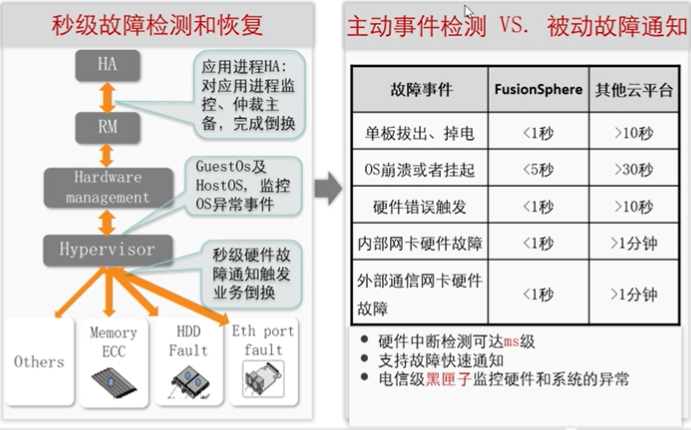 秒级故障检测和恢复
HA
应用进程HA:
对应用进程监
控、仲裁主
备，完成倒换
RM
Hardware
management
GuestOs及
HostOS，监控
OS异常事件
Hypervisor
秒级硬件故
障通知触发
业务倒换
Others
Memory
ECC
HDD
Fault
Eth port
fault
主动事件检测 VS. 被动故障通知
故障事件 FusionSphere 其他云平台
单板拔出、掉电 <1秒 >10秒
OS崩溃或者挂起 <5秒 >30秒
硬件错误触发 <1秒 >10秒
内部网卡硬件故障 <1秒 >1分钟
外部通信网卡硬件
故障 <1秒 >1分钟
● 硬件中断检测可达ms级
● 支持故障快速通知
● 电信级黑匣子监控硬件和系统的异常